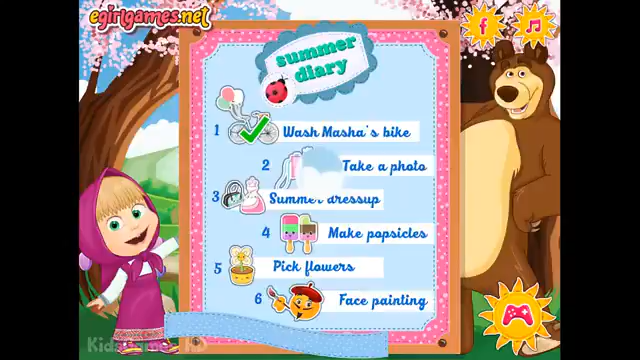 egirlgames.net
summer
diary
1 Wash Masha's bike
2 Take a photo
3 Summer dressup
4 Make popsicles
5 Pick flowers
6 Face painting
f